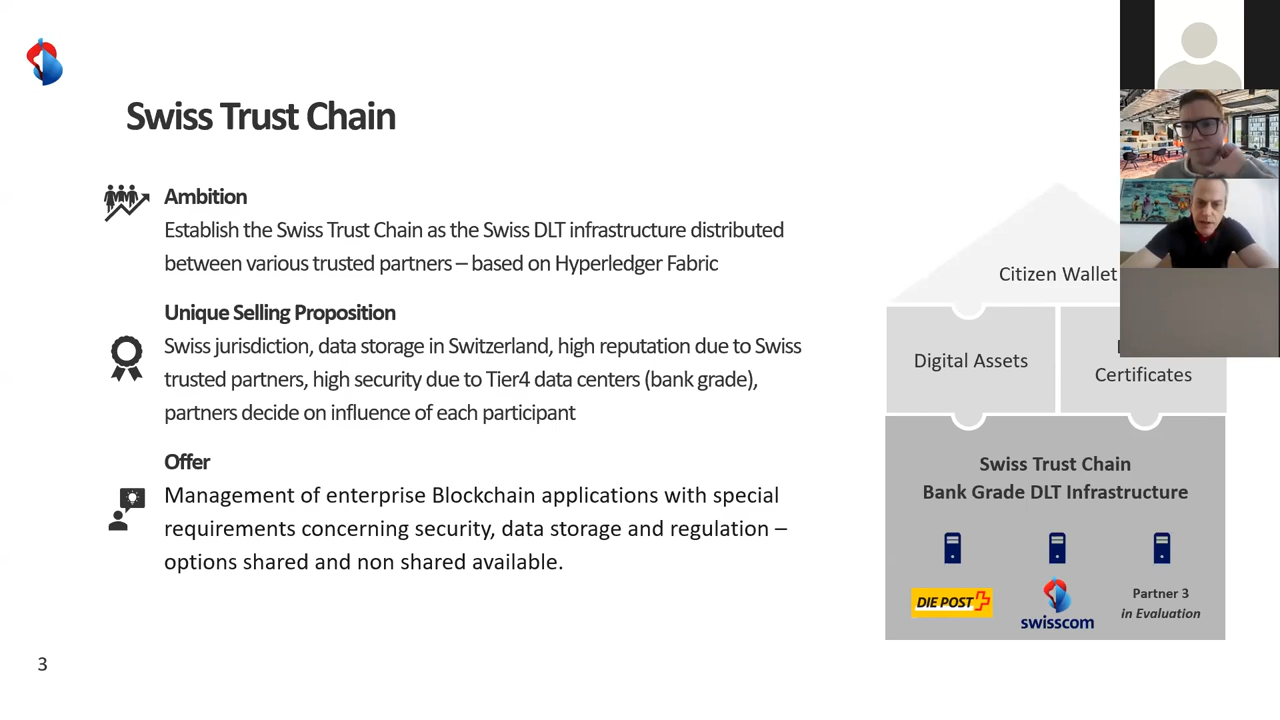 Swiss Trust Chain
Ambition
Establish the Swiss Trust Chain as the Swiss DLT infrastructure distributed
between various trusted partners – based on Hyperledger Fabric
Unique Selling Proposition
Swiss jurisdiction, data storage in Switzerland, high reputation due to Swiss
trusted partners, high security due to Tier4 data centers (bank grade),
partners decide on influence of each participant
Offer
Management of enterprise Blockchain applications with special
requirements concerning security, data storage and regulation –
options shared and non shared available.
Citizen Wallet
Digital Assets
Certificates
Swiss Trust Chain
Bank Grade DLT Infrastructure
DIE POST
swisscom
Partner 3
in Evaluation
3